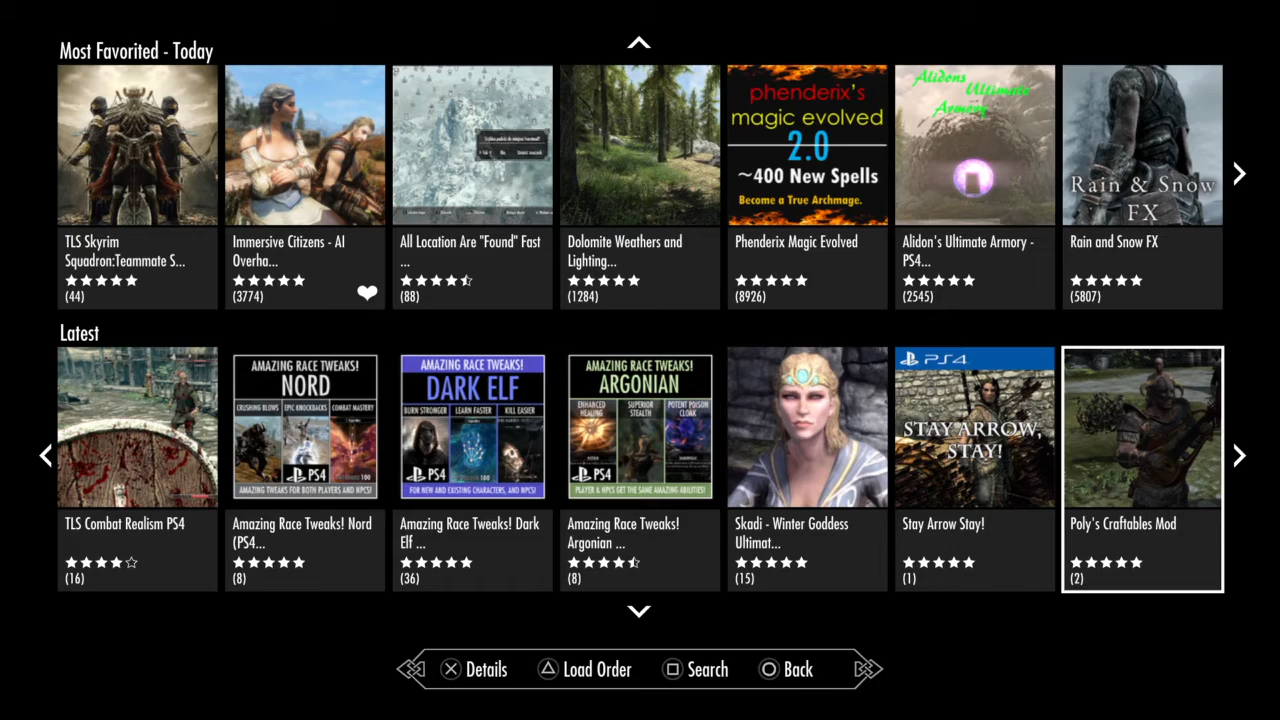 Most Favorited - Today
phenderix's
magic evolved
2.0
~400 New Spells
Become a True Archmage.
Alidons Ultimate
Armory
Rain & Snow
FX
TLS Skyrim
Squadron:Teammate S...
(44)
Immersive Citizens - AI
Overha...
(3774)
All Location Are "Found" Fast
...
(88)
Dolomite Weathers and
Lighting...
(1284)
Phenderix Magic Evolved
(8926)
Alidon's Ultimate Armory -
PS4...
(2545)
Rain and Snow FX
(5807)
Latest
AMAZING RACE TWEAKS!
NORD
CRUSHING BLOWS EPIC KNOCKBACKS COMBAT MASTERY
PS4 100
AMAZING TWEAKS FOR BOTH PLAYERS AND NPCS!
AMAZING RACE TWEAKS!
DARK ELF
BURN STRONGER LEARN FASTER KILL EASIER
PS4 100
FOR NEW AND EXISTING CHARACTERS, AND NPCS!
AMAZING RACE TWEAKS!
ARGONIAN
ENHANCED HEALING SUPERIOR STEALTH POTENT POISON CLOAK
PS4 100
PLAYER & NPCS GET THE SAME AMAZING ABILITIES!
PS4
STAY ARROW,
STAY!
TLS Combat Realism PS4
(16)
Amazing Race Tweaks! Nord
(PS4...
(8)
Amazing Race Tweaks! Dark
Elf ...
(36)
Amazing Race Tweaks!
Argonian ...
(8)
Skadi - Winter Goddess
Ultimat...
(15)
Stay Arrow Stay!
(1)
Poly's Craftables Mod
(2)
Details Load Order Search Back